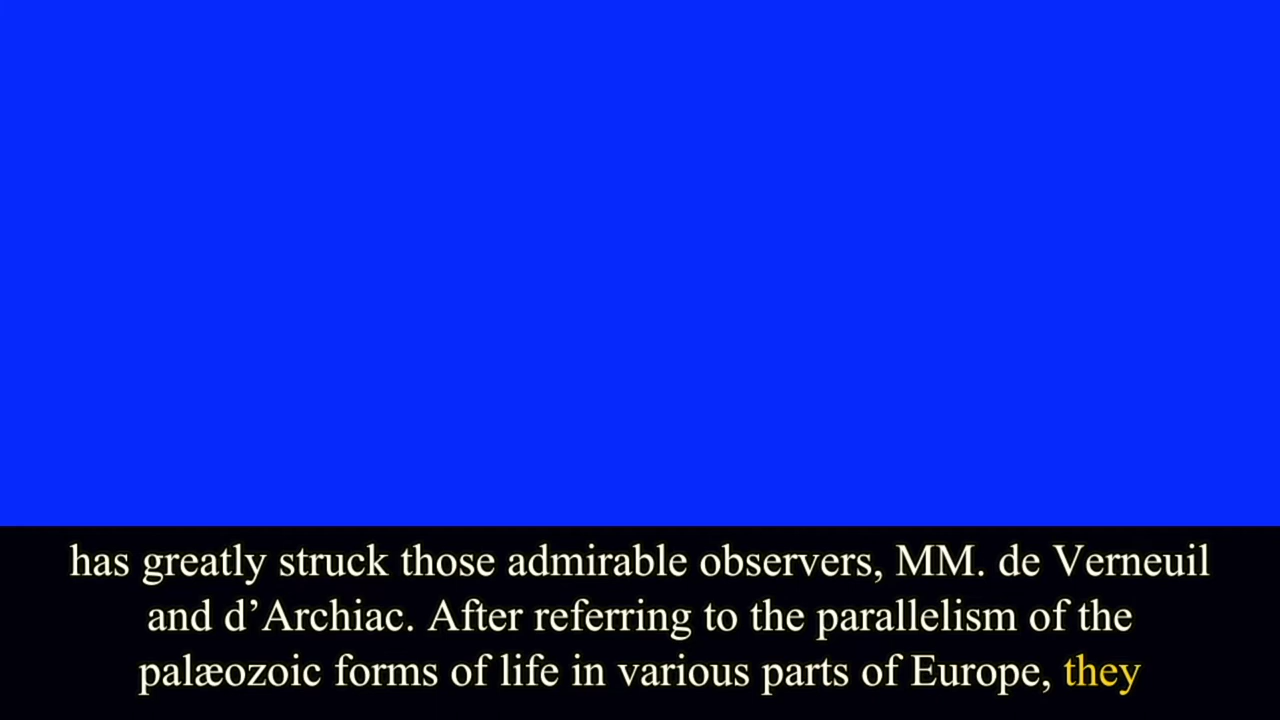 has greatly struck those admirable observers, MM. de Verneuil
and d’Archiac. After referring to the parallelism of the
palæozoic forms of life in various parts of Europe, they